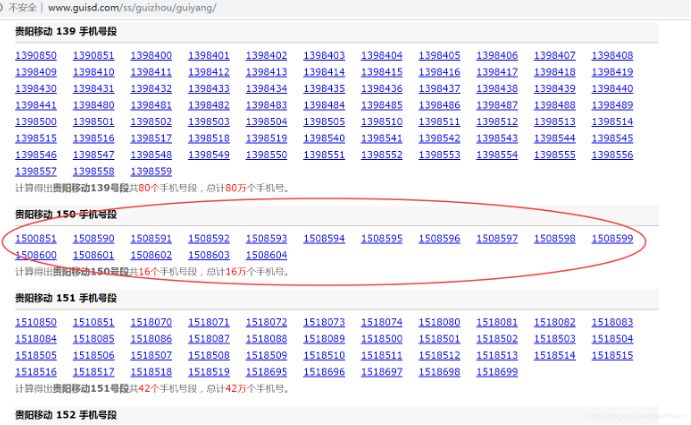 不安全 | www.guisd.com/ss/guizhou/guiyang/
贵阳移动 139 手机号段
1390850 1390851 1398400 1398401 1398402 1398403 1398404 1398405 1398406 1398407 1398408
1398409 1398410 1398411 1398412 1398413 1398414 1398415 1398416 1398417 1398418 1398419
1398430 1398431 1398432 1398433 1398434 1398435 1398436 1398437 1398438 1398439 1398440
1398441 1398480 1398481 1398482 1398483 1398484 1398485 1398486 1398487 1398488 1398489
1398500 1398501 1398502 1398503 1398504 1398505 1398510 1398511 1398512 1398513 1398514
1398515 1398516 1398517 1398518 1398519 1398540 1398541 1398542 1398543 1398544 1398545
1398546 1398547 1398548 1398549 1398550 1398551 1398552 1398553 1398554 1398555 1398556
1398557 1398558 1398559
计算得出贵阳移动139号段共80个手机号段，总计80万个手机号。
贵阳移动 150 手机号段
1500851 1508590 1508591 1508592 1508593 1508594 1508595 1508596 1508597 1508598 1508599
1508600 1508601 1508602 1508603 1508604
计算得出贵阳移动150号段共16个手机号段，总计16万个手机号。
贵阳移动 151 手机号段
1510850 1510851 1518070 1518071 1518072 1518073 1518074 1518080 1518081 1518082 1518083
1518084 1518085 1518086 1518087 1518088 1518089 1518500 1518501 1518502 1518503 1518504
1518505 1518506 1518507 1518508 1518509 1518510 1518511 1518512 1518513 1518514 1518515
1518516 1518517 1518518 1518519 1518695 1518696 1518697 1518698 1518699
计算得出贵阳移动151号段共42个手机号段，总计42万个手机号。
贵阳移动 152 手机号段